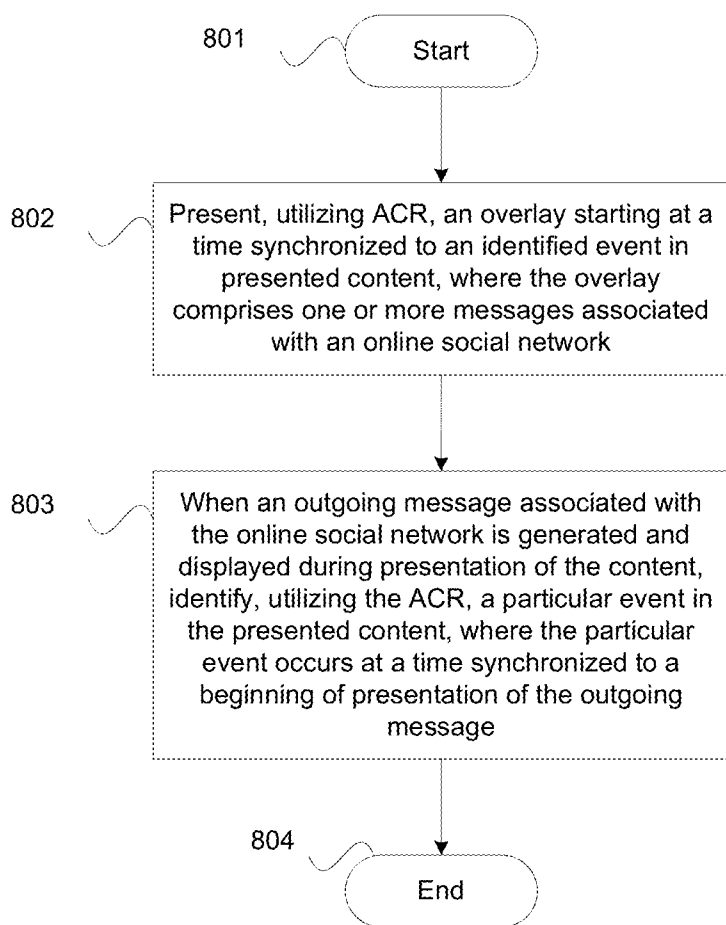 801
Start
802
Present, utilizing ACR, an overlay starting at a
time synchronized to an identified event in
presented content, where the overlay
comprises one or more messages associated
with an online social network
803
When an outgoing message associated with
the online social network is generated and
displayed during presentation of the content,
identify, utilizing the ACR, a particular event in
the presented content, where the particular
event occurs at a time synchronized to a
beginning of presentation of the outgoing
message
804
End